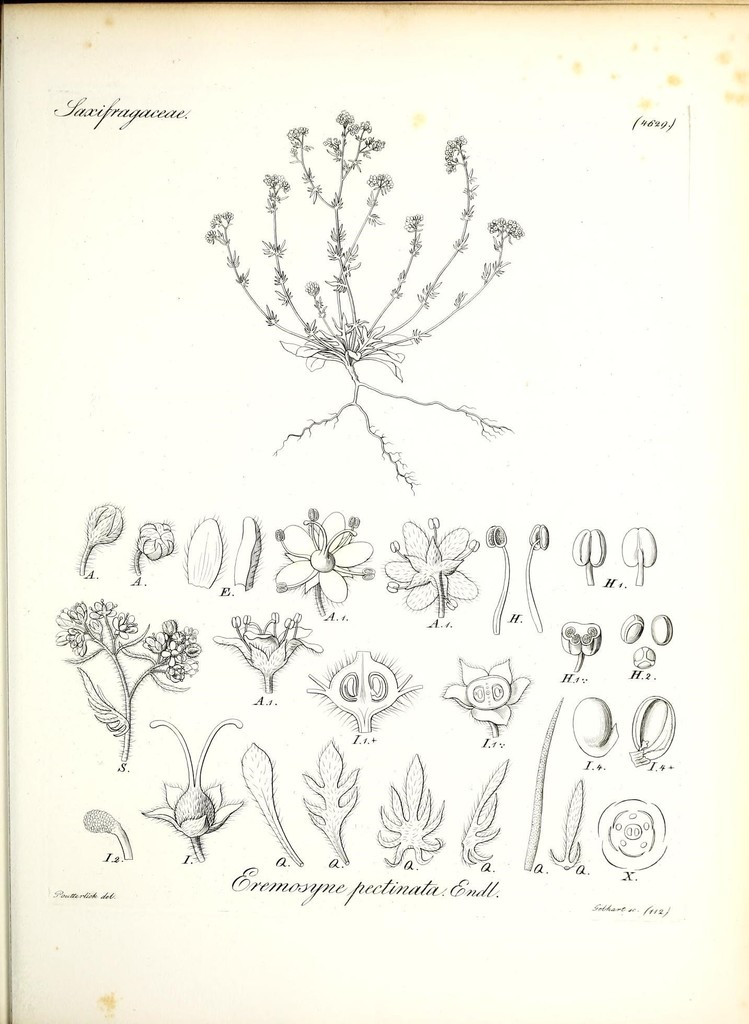 Saxifragaceae.
(4629.)
A. A. E. A.1. A.1. H. H1.
S. A.1. I.1.+ I.1∵ H.1∵ H.2.
I.4. I.4+
I.2 I. Q. Q. Q. Q. Q. Q. X.
Eremosyne pectinata. Endl.
Putterlick del.
Gebhart sc. (112)